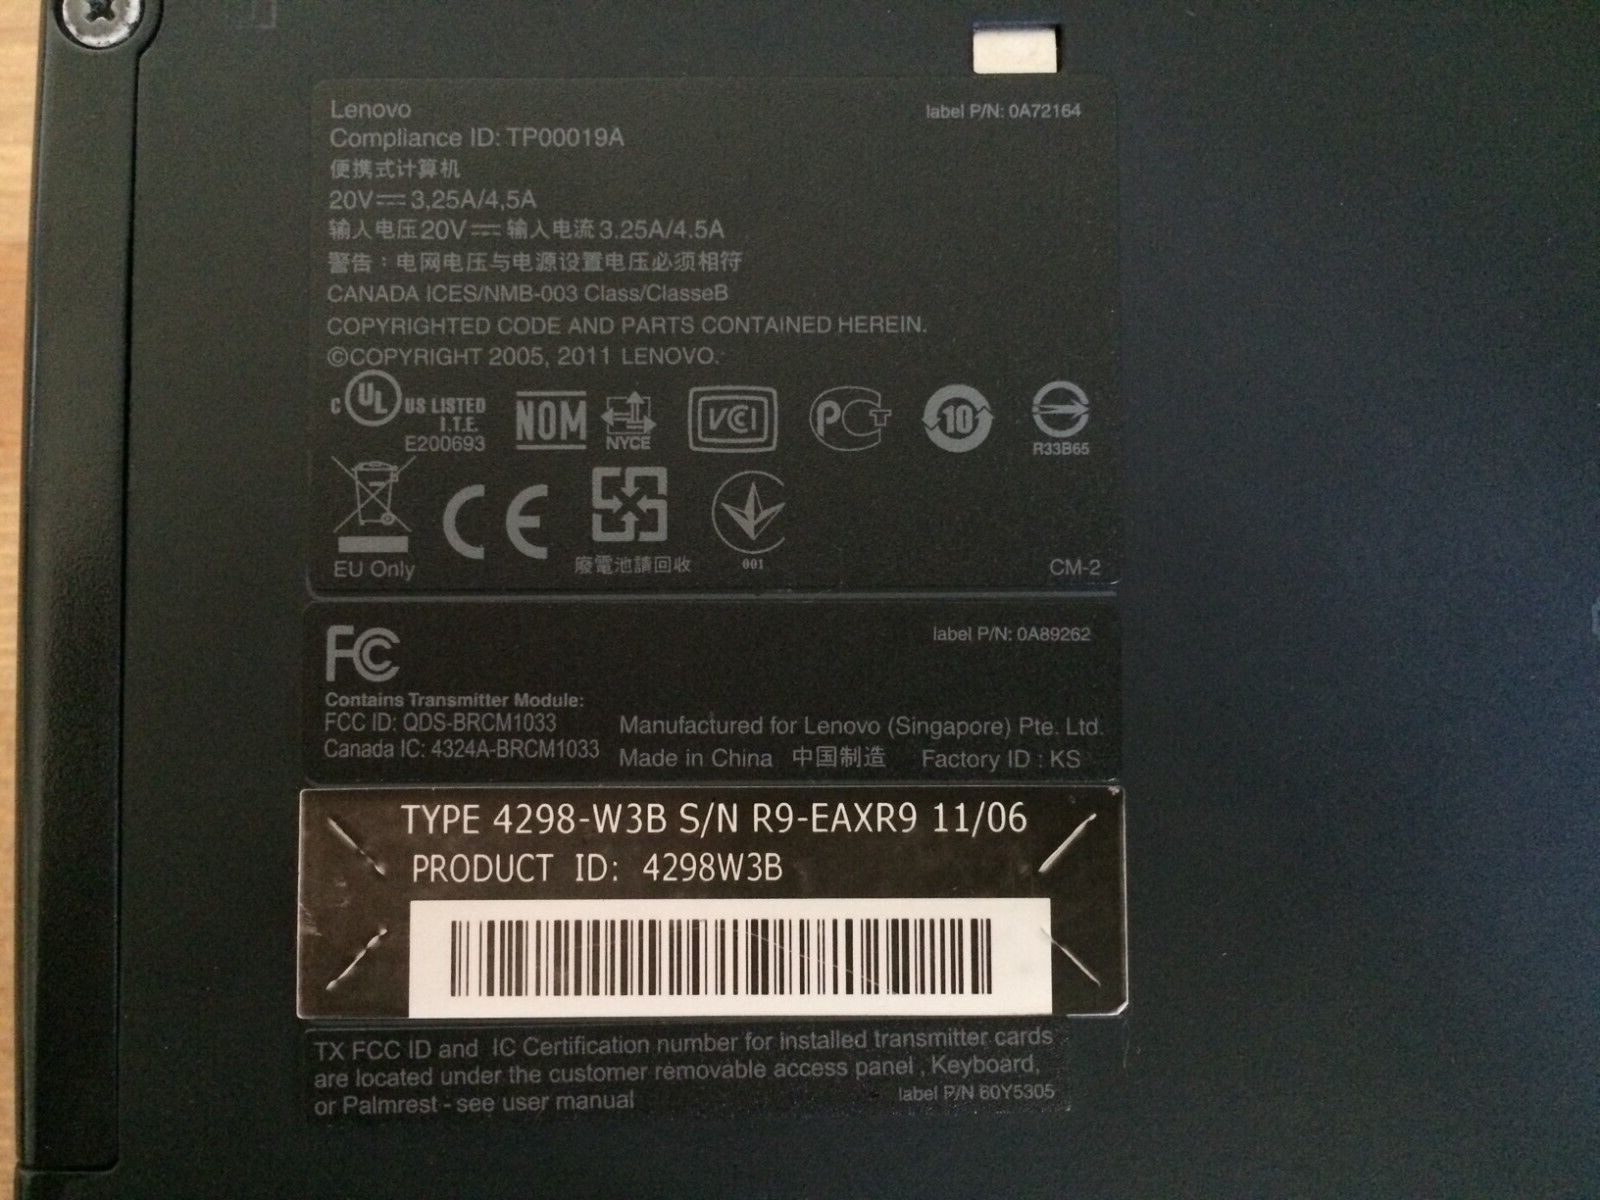 Lenovo
label P/N: 0A72164
Compliance ID: TP00019A
便携式计算机
20V⎓ 3,25A/4,5A
输入电压20V⎓ 输入电流 3.25A/4.5A
警告：电网电压与电源设置电压必须相符
CANADA ICES/NMB-003 Class/ClasseB
COPYRIGHTED CODE AND PARTS CONTAINED HEREIN.
©COPYRIGHT 2005, 2011 LENOVO.
C UL US LISTED
I.T.E.
E200693
NOM
NYCE
VCCI
PCT
10
R33B65
EU Only
CE
廢電池請回收
001
CM-2
FC
label P/N: 0A89262
Contains Transmitter Module:
FCC ID: QDS-BRCM1033
Canada IC: 4324A-BRCM1033
Manufactured for Lenovo (Singapore) Pte. Ltd.
Made in China 中国制造 Factory ID : KS
TYPE 4298-W3B S/N R9-EAXR9 11/06
PRODUCT ID: 4298W3B
TX FCC ID and IC Certification number for installed transmitter cards
are located under the customer removable access panel , Keyboard,
or Palmrest - see user manual
label P/N 60Y5305